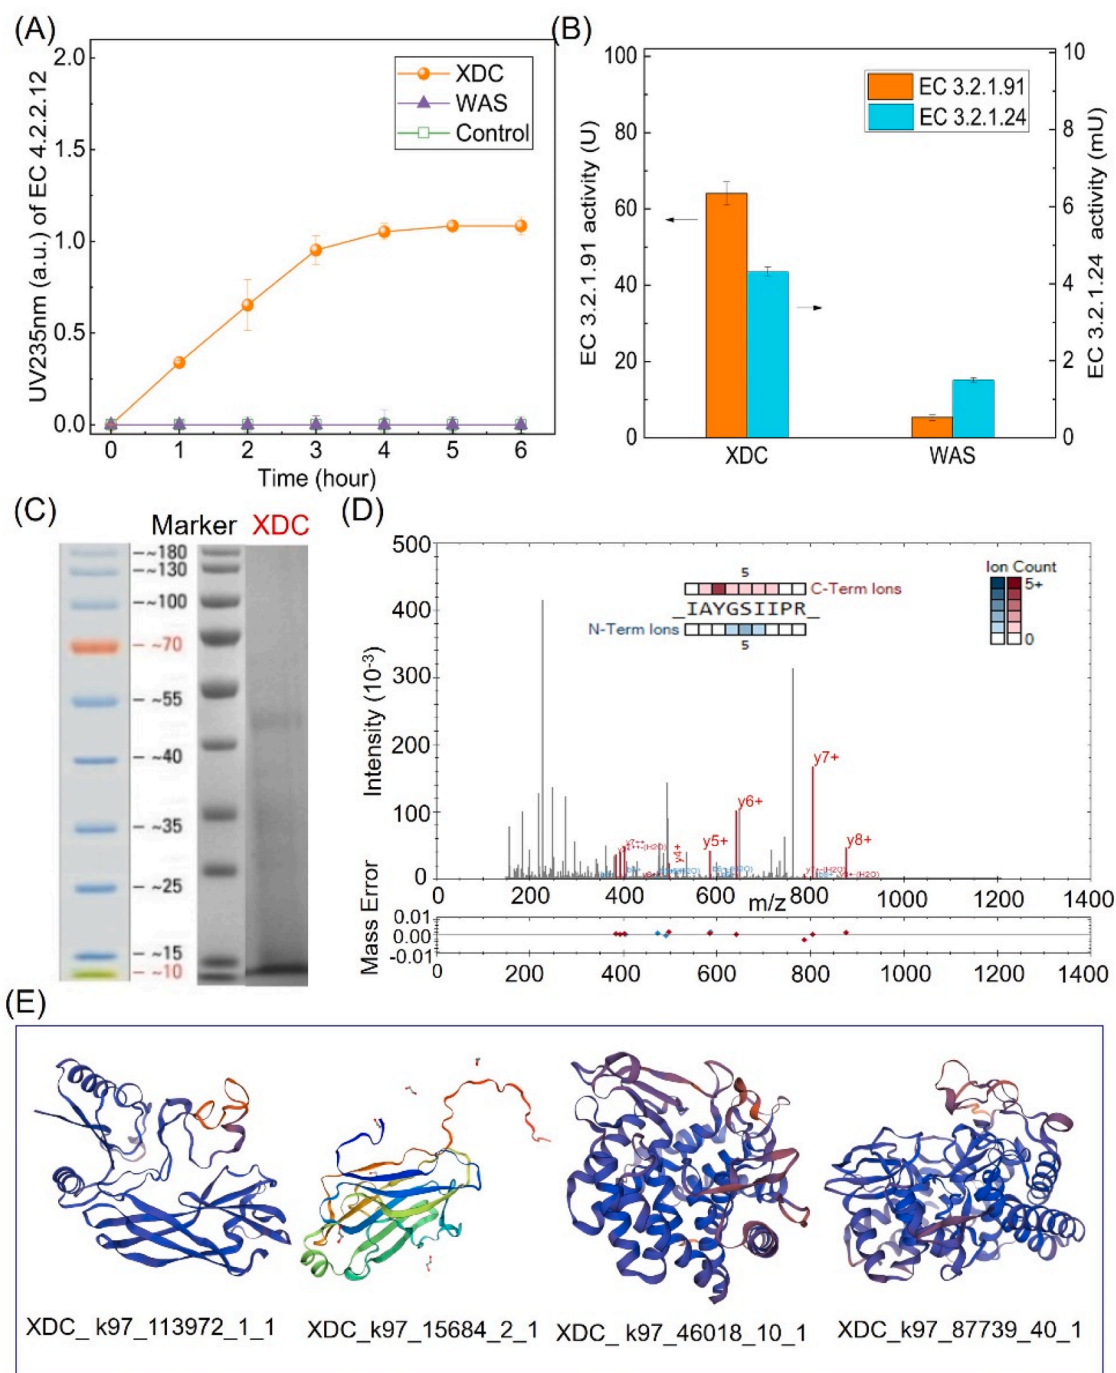 (A)
2.0
1.5
1.0
0.5
0.0
UV235nm (a.u.) of EC 4.2.2.12
XDC
WAS
Control
0 1 2 3 4 5 6
Time (hour)
(B)
100
80
60
40
20
0
EC 3.2.1.91 activity (U)
EC 3.2.1.91
EC 3.2.1.24
10
8
6
4
2
0
EC 3.2.1.24 activity (mU)
XDC WAS
(C)
Marker XDC
~180
~130
~100
~70
~55
~40
~35
~25
~15
~10
(D)
500
400
300
200
100
0
Intensity (10-3)
5
C-Term Ions
_IAYGSIIPR_
N-Term Ions
5
Ion Count
5+
0
y7+
y6+
y5+
y4+
y8+
0 200 400 600 800 1000 1200 1400
m/z
Mass Error
0.01
0.00
-0.01
0 200 400 600 800 1000 1200 1400
(E)
XDC_ k97_113972_1_1
XDC_k97_15684_2_1
XDC_ k97_46018_10_1
XDC_k97_87739_40_1